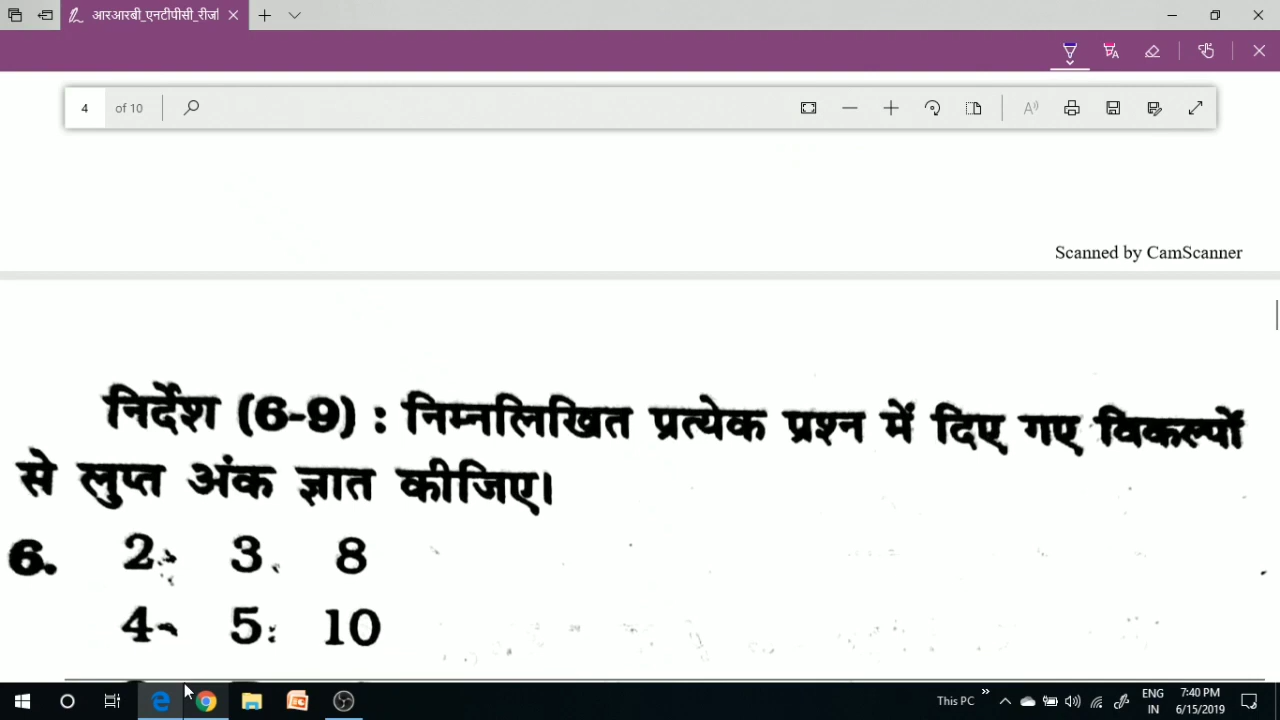 आरआरबी_एनटीपीसी_रीजं
4 of 10
Scanned by CamScanner
निर्देश (6-9) : निम्नलिखित प्रत्येक प्रश्न में दिए गए विकल्पों
से लुप्त अंक ज्ञात कीजिए।
6. 2 3 8
4 5 10
This PC
ENG 7:40 PM
IN 6/15/2019